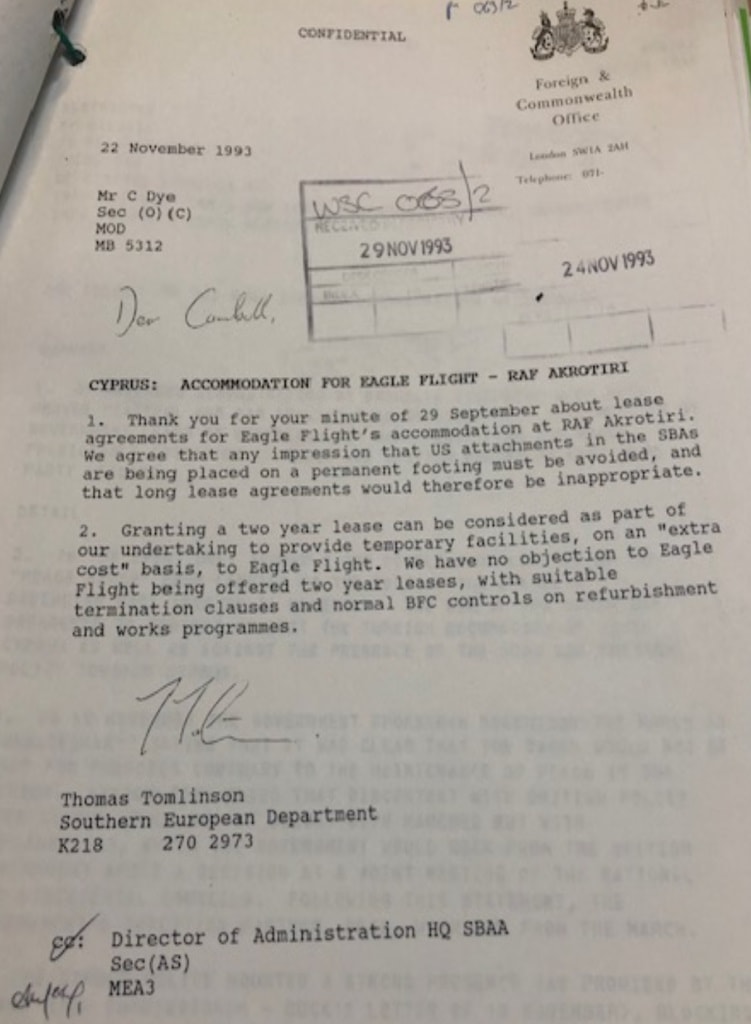 063/2
CONFIDENTIAL
Foreign &
Commonwealth
Office
London SW1A 2AH
Telephone: 071-
22 November 1993
Mr C Dye
Sec (O)(C)
MOD
MB 5312
WSC 063/2
29 NOV 1993
24 NOV 1993
Dear
CYPRUS: ACCOMMODATION FOR EAGLE FLIGHT - RAF AKROTIRI
1. Thank you for your minute of 29 September about lease
agreements for Eagle Flight's accommodation at RAF Akrotiri.
We agree that any impression that US attachments in the SBAs
are being placed on a permanent footing must be avoided, and
that long lease agreements would therefore be inappropriate.
2. Granting a two year lease can be considered as part of
our undertaking to provide temporary facilities, on an "extra
cost" basis, to Eagle Flight. We have no objection to Eagle
Flight being offered two year leases, with suitable
termination clauses and normal BFC controls on refurbishment
and works programmes.
Thomas Tomlinson
Southern European Department
K218 270 2973
cc: Director of Administration HQ SBAA
Sec(AS)
MEA3